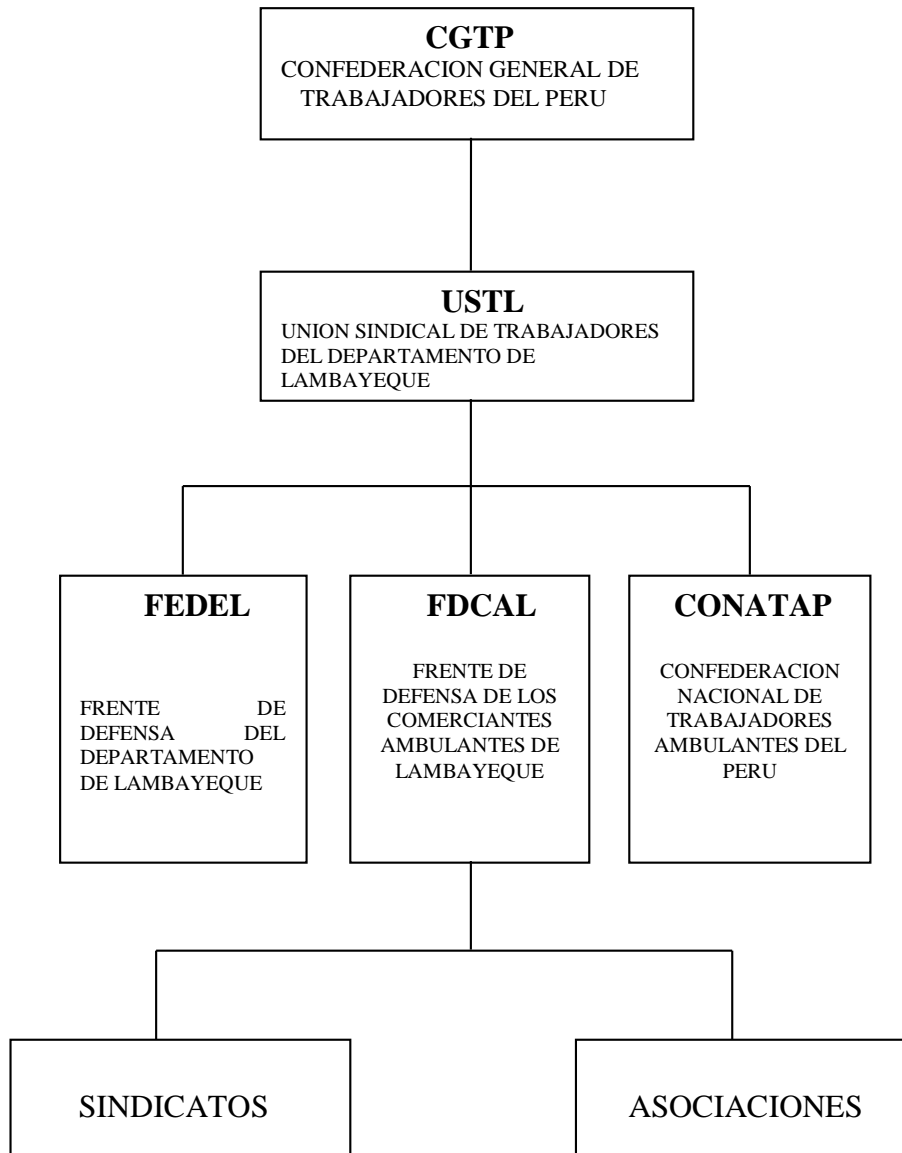 CGTP
CONFEDERACION GENERAL DE
TRABAJADORES DEL PERU
USTL
UNION SINDICAL DE TRABAJADORES
DEL DEPARTAMENTO DE
LAMBAYEQUE
FEDEL
FRENTE DE
DEFENSA DEL
DEPARTAMENTO
DE LAMBAYEQUE
FDCAL
FRENTE DE
DEFENSA DE LOS
COMERCIANTES
AMBULANTES DE
LAMBAYEQUE
CONATAP
CONFEDERACION
NACIONAL DE
TRABAJADORES
AMBULANTES DEL
PERU
SINDICATOS
ASOCIACIONES